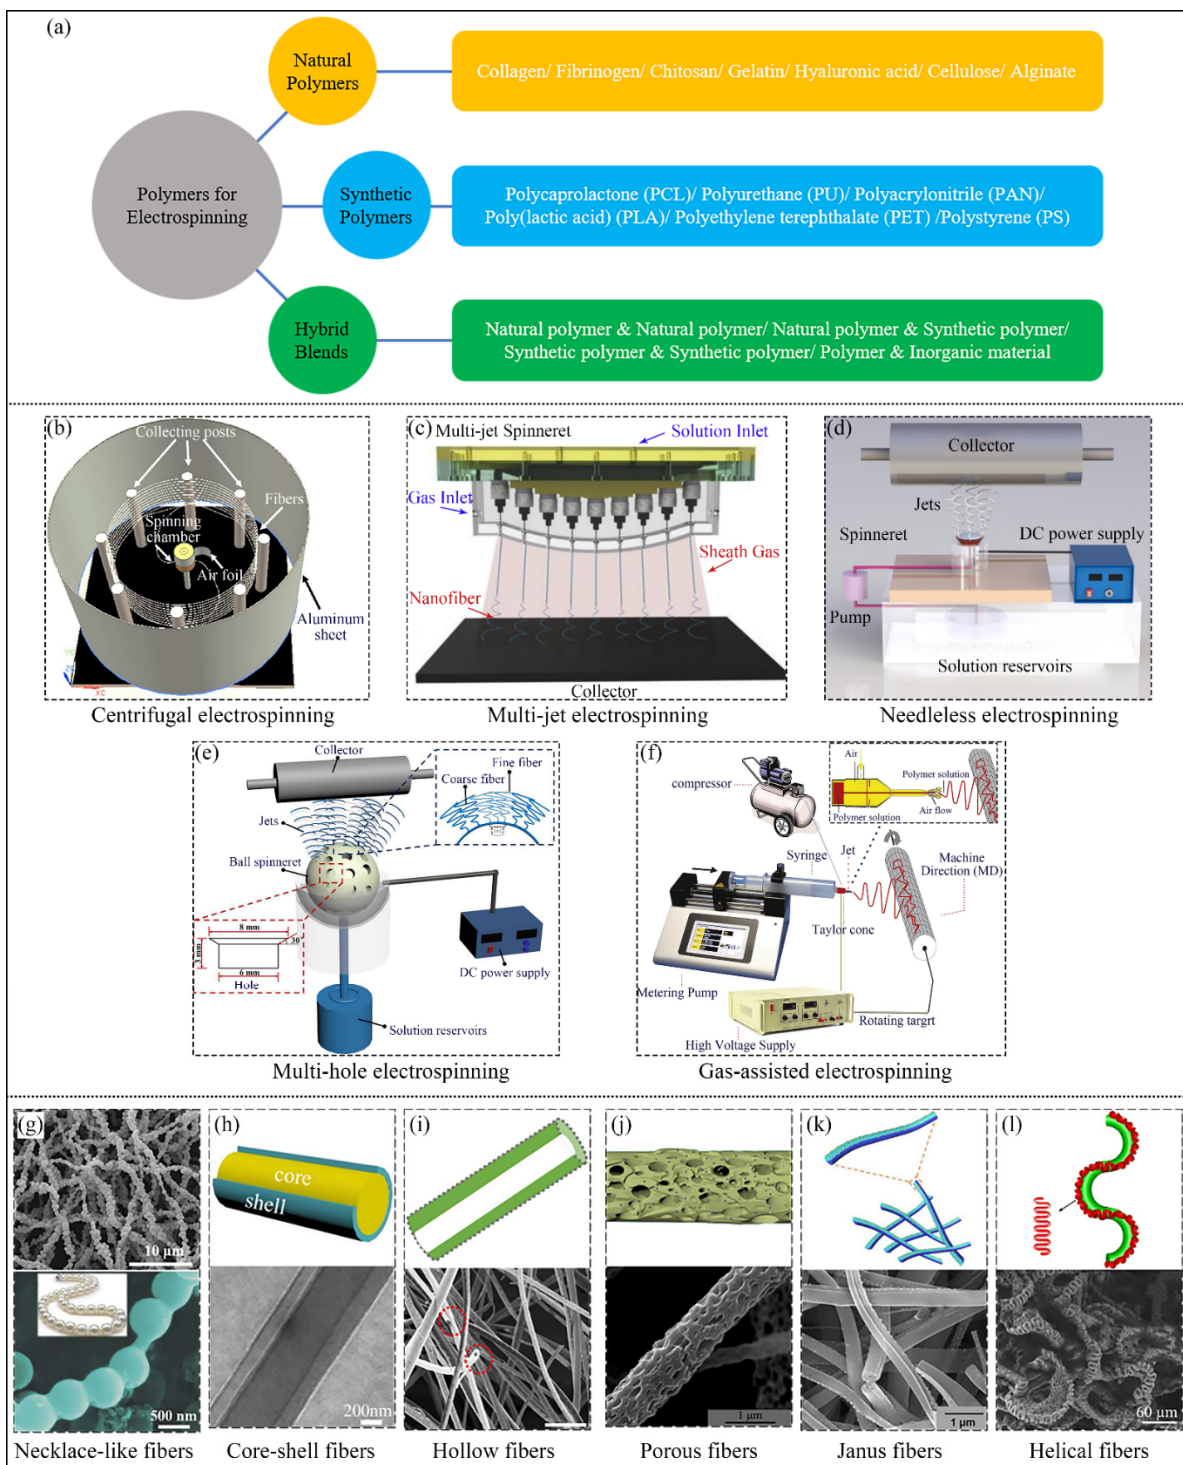 (a)
Natural
Polymers
Collagen/ Fibrinogen/ Chitosan/ Gelatin/ Hyaluronic acid/ Cellulose/ Alginate
Polymers for
Electrospinning
Synthetic
Polymers
Polycaprolactone (PCL)/ Polyurethane (PU)/ Polyacrylonitrile (PAN)/
Poly(lactic acid) (PLA)/ Polyethylene terephthalate (PET) /Polystyrene (PS)
Hybrid
Blends
Natural polymer & Natural polymer/ Natural polymer & Synthetic polymer/
Synthetic polymer & Synthetic polymer/ Polymer & Inorganic material
(b)
Collecting posts
Fibers
Spinning
chamber
Air foil
Aluminum
sheet
XC
Centrifugal electrospinning
(c)
Multi-jet Spinneret
Solution Inlet
Gas Inlet
Sheath Gas
Nanofiber
Collector
Multi-jet electrospinning
(d)
Collector
Jets
Spinneret
DC power supply
Pump
Solution reservoirs
Needleless electrospinning
(e)
Collector
Fine fiber
Coarse fiber
Jets
Ball spinneret
8 mm
30°
3 mm
6 mm
Hole
DC power supply
Solution reservoirs
Multi-hole electrospinning
(f)
compressor
Air
Polymer solution
Air flow
Polymer solution
Syringe
Jet
Machine
Direction (MD)
Taylor cone
Metering Pump
Rotating targrt
High Voltage Supply
Gas-assisted electrospinning
(g)
10 μm
500 nm
Necklace-like fibers
(h)
core
shell
200nm
Core-shell fibers
(i)
Hollow fibers
(j)
1 μm
Porous fibers
(k)
1 μm
Janus fibers
(l)
60 μm
Helical fibers